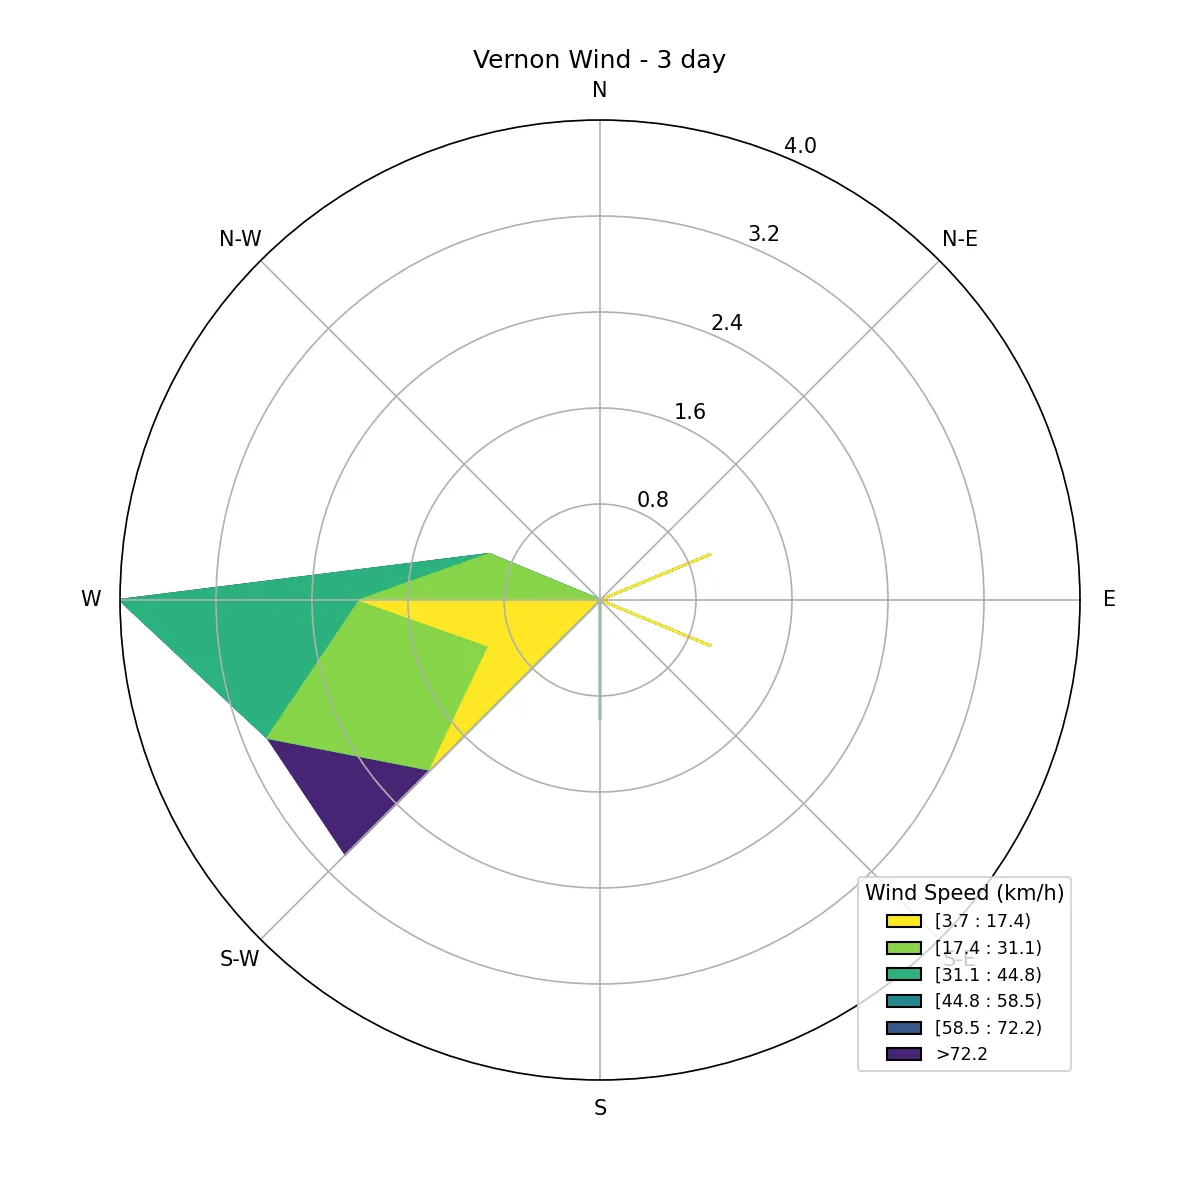 Vernon Wind - 3 day
N
4.0
N-W
3.2
N-E
2.4
1.6
0.8
W
E
S-W
S-E
Wind Speed (km/h)
[3.7 : 17.4)
[17.4 : 31.1)
[31.1 : 44.8)
[44.8 : 58.5)
[58.5 : 72.2)
>72.2
S